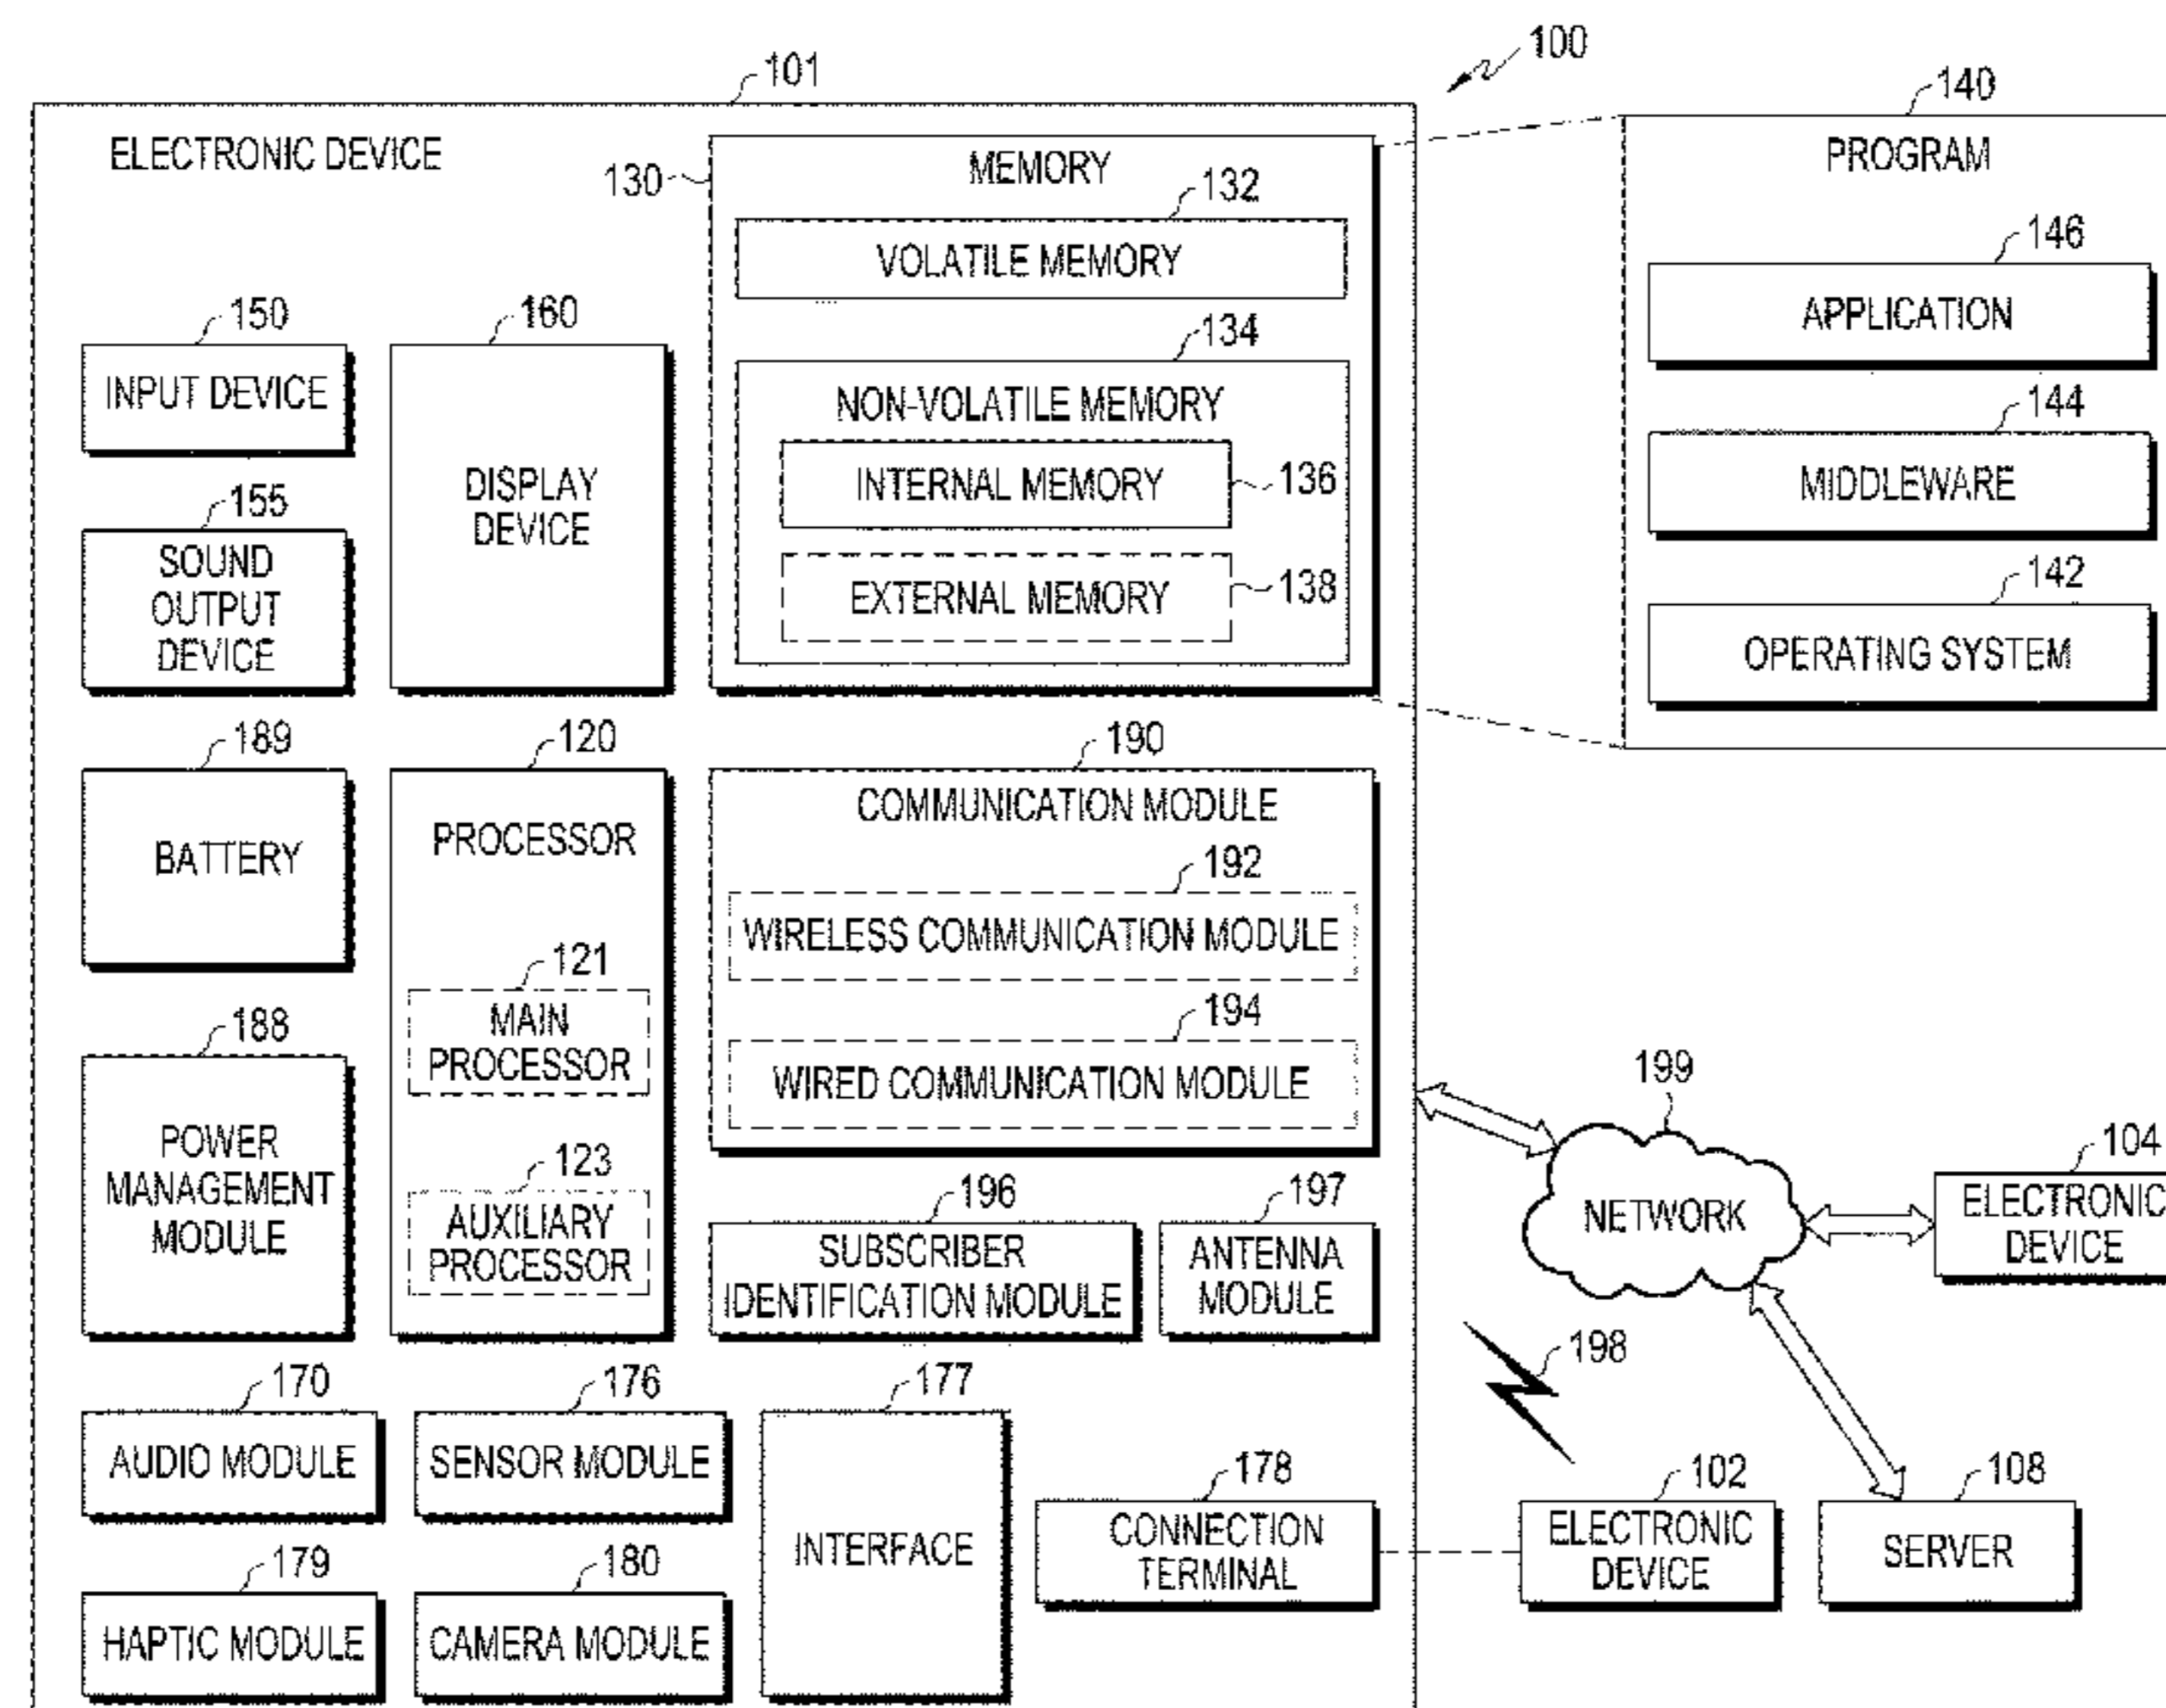 100
101
ELECTRONIC DEVICE
130
MEMORY
132
VOLATILE MEMORY
134
NON-VOLATILE MEMORY
INTERNAL MEMORY
136
EXTERNAL MEMORY
138
140
PROGRAM
146
APPLICATION
144
MIDDLEWARE
142
OPERATING SYSTEM
150
INPUT DEVICE
160
DISPLAY
DEVICE
155
SOUND
OUTPUT
DEVICE
189
BATTERY
120
PROCESSOR
121
MAIN
PROCESSOR
123
AUXILIARY
PROCESSOR
190
COMMUNICATION MODULE
192
WIRELESS COMMUNICATION MODULE
194
WIRED COMMUNICATION MODULE
188
POWER
MANAGEMENT
MODULE
196
SUBSCRIBER
IDENTIFICATION MODULE
197
ANTENNA
MODULE
199
NETWORK
104
ELECTRONIC
DEVICE
198
170
AUDIO MODULE
176
SENSOR MODULE
177
INTERFACE
178
CONNECTION
TERMINAL
102
ELECTRONIC
DEVICE
108
SERVER
179
HAPTIC MODULE
180
CAMERA MODULE